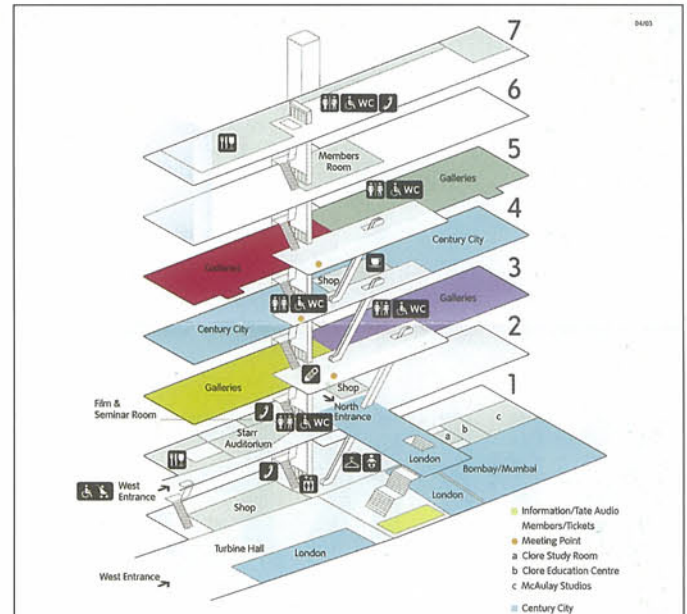 04/03
7
WC
6
Members
Room
5
Galleries
WC
4
Galleries
Century City
Shop
3
WC
WC
Galleries
Century City
2
Galleries
Shop
1
North
Entrance
Film &
Seminar Room
WC
Starr
Auditorium
a
b
c
London
Bombay/Mumbai
West
Entrance
Shop
London
Turbine Hall
London
West Entrance
Information/Tate Audio
Members/Tickets
Meeting Point
a Clore Study Room
b Clore Education Centre
c McAulay Studios
Century City